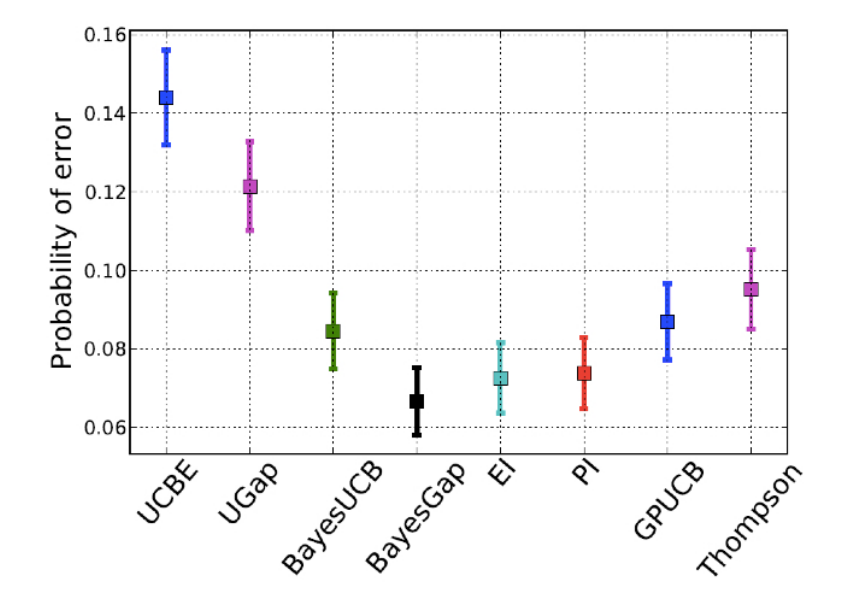 Probability of error
0.16
0.14
0.12
0.10
0.08
0.06
UCBE
UGap
BayesUCB
BayesGap
EI
PI
GPUCB
Thompson